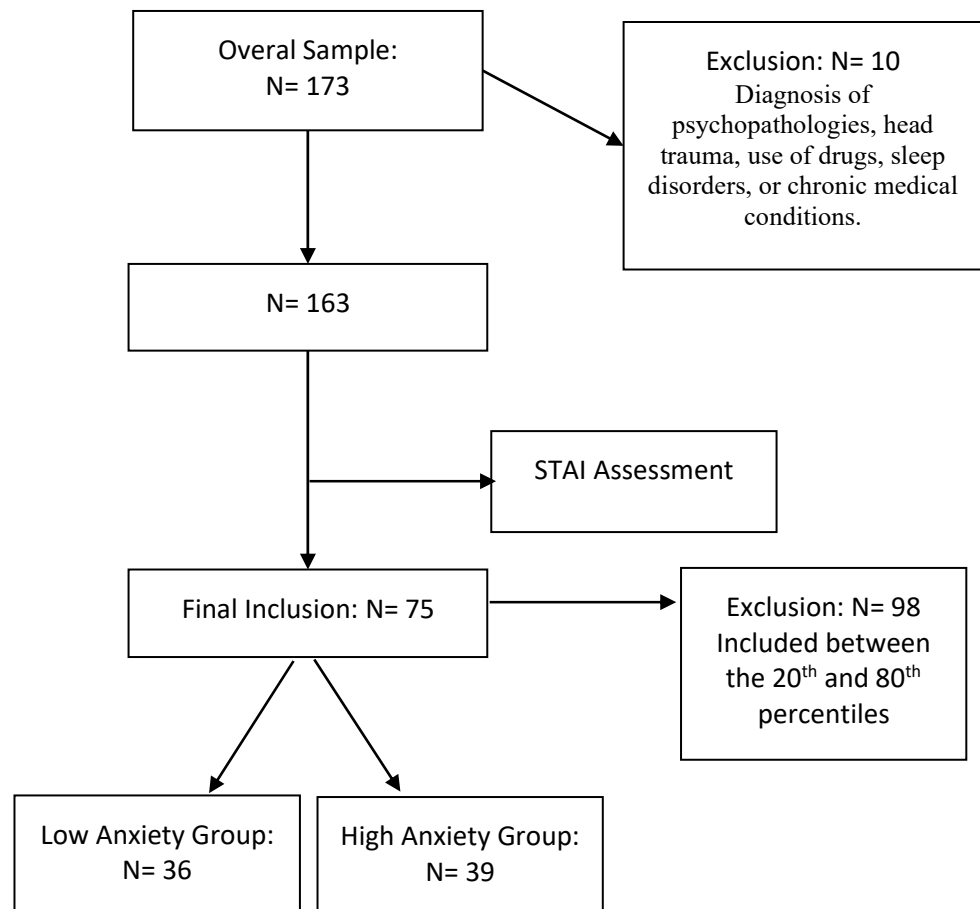 Overal Sample:
N= 173
Exclusion: N= 10
Diagnosis of
psychopathologies, head
trauma, use of drugs, sleep
disorders, or chronic medical
conditions.
N= 163
STAI Assessment
Final Inclusion: N= 75
Exclusion: N= 98
Included between
the 20th and 80th
percentiles
Low Anxiety Group:
N= 36
High Anxiety Group:
N= 39